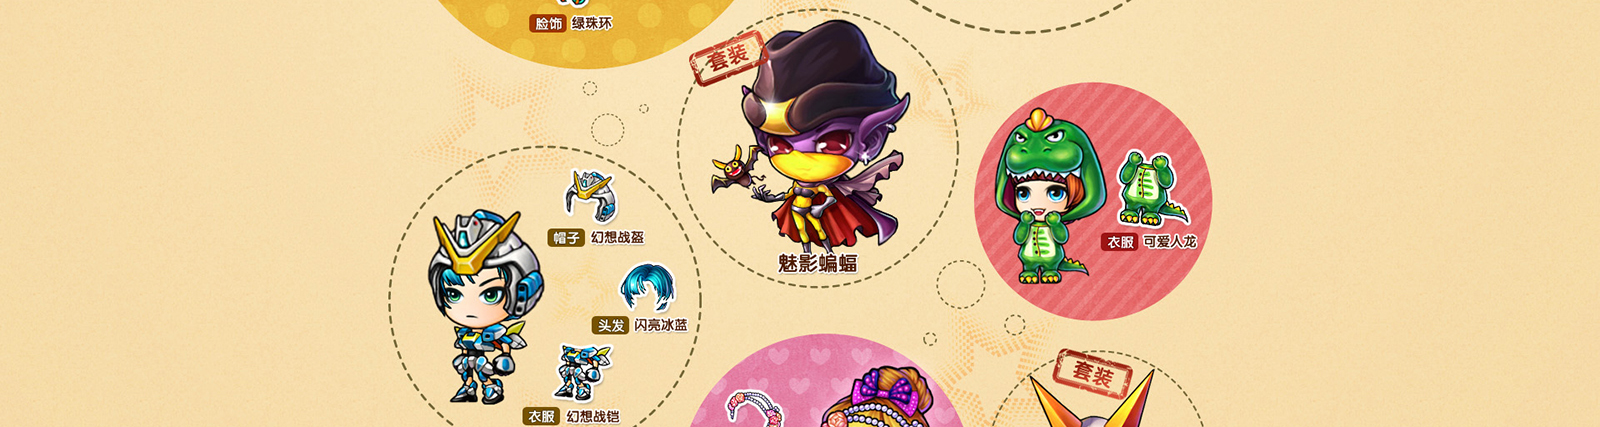 脸饰 绿珠环
套装
魅影蝙蝠
帽子 幻想战盔
衣服 可爱人龙
头发 闪亮冰蓝
套装
衣服 幻想战铠